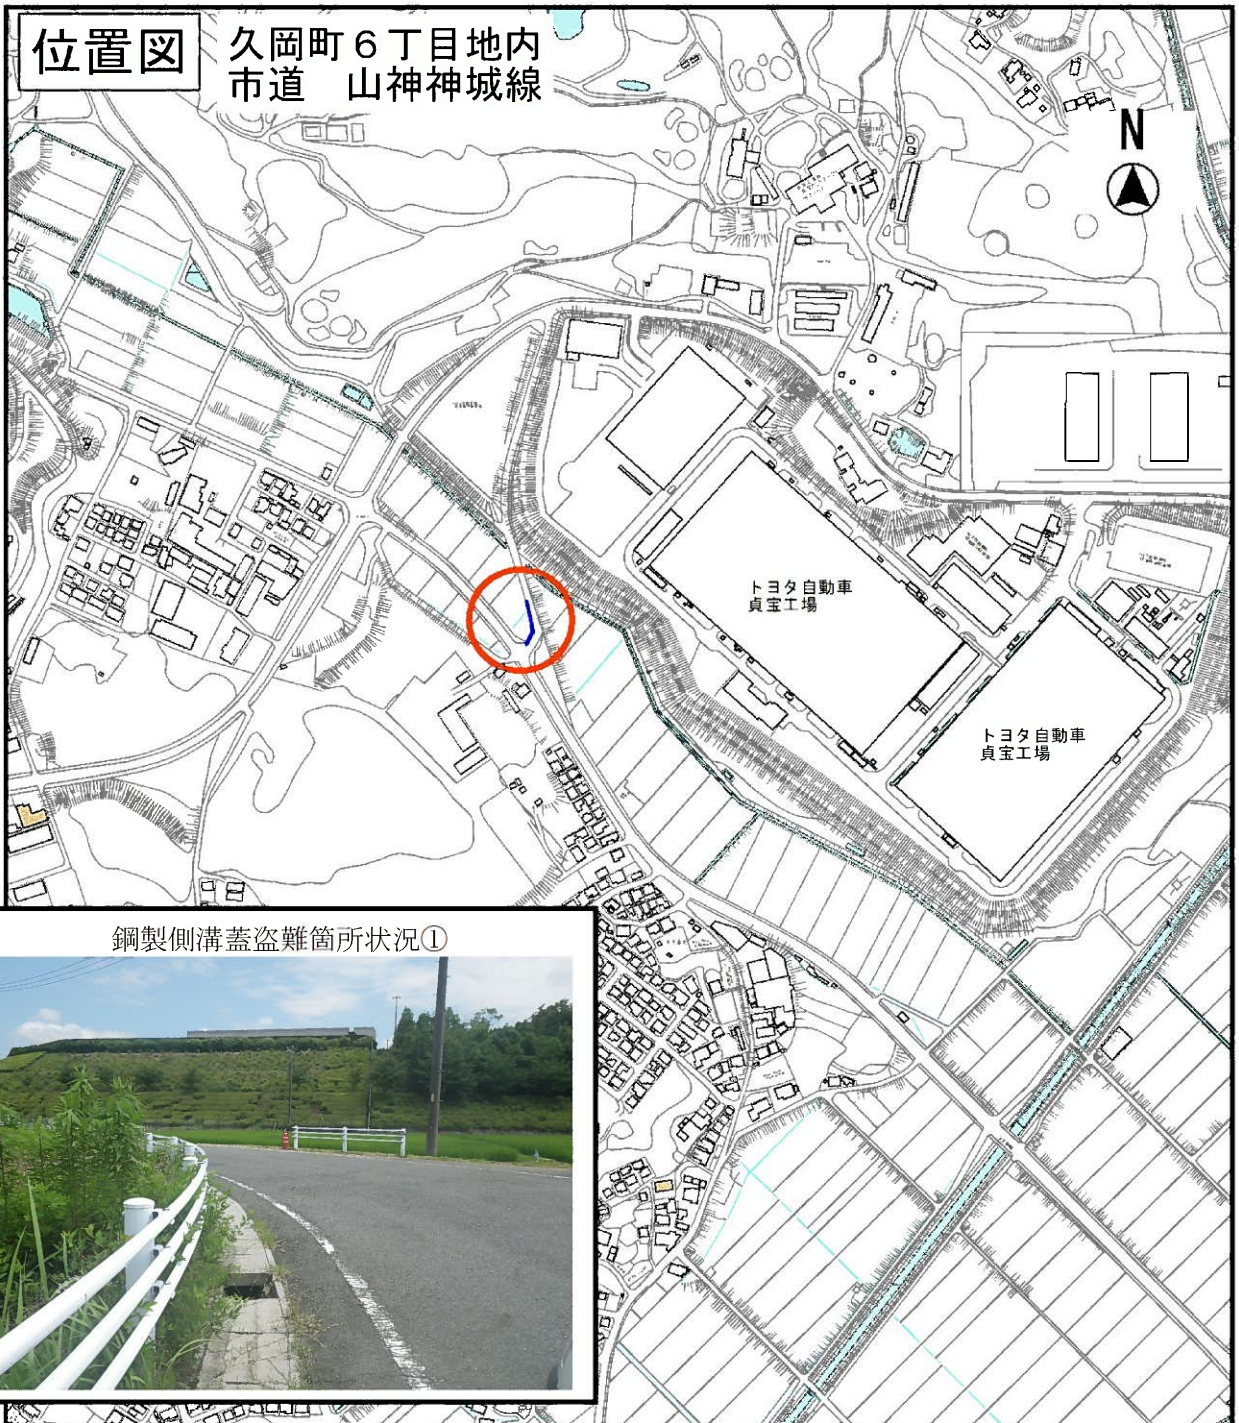 位置図
久岡町６丁目地内
市道　山神神城線
N
トヨタ自動車
貞宝工場
トヨタ自動車
貞宝工場
鋼製側溝蓋盗難箇所状況①